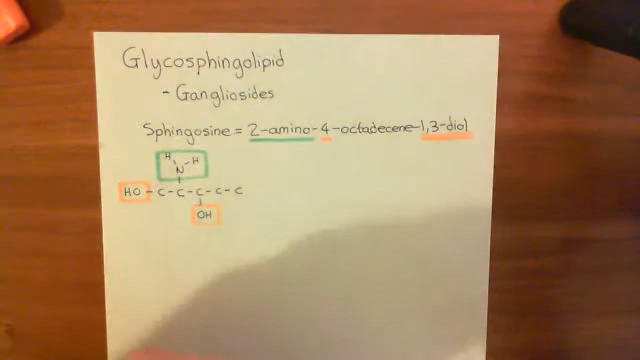 Glycosphingolipid
- Gangliosides
Sphingosine = 2-amino-4-octadecene-1,3-diol
H
N-H
HO-C-C-C-C-C
OH